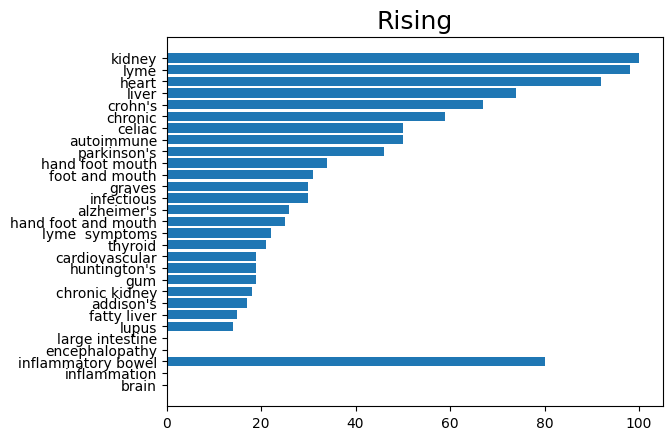 Rising
kidney
lyme
heart
liver
crohn's
chronic
celiac
autoimmune
parkinson's
hand foot mouth
foot and mouth
graves
infectious
alzheimer's
hand foot and mouth
lyme  symptoms
thyroid
cardiovascular
huntington's
gum
chronic kidney
addison's
fatty liver
lupus
large intestine
encephalopathy
inflammatory bowel
inflammation
brain
0 20 40 60 80 100